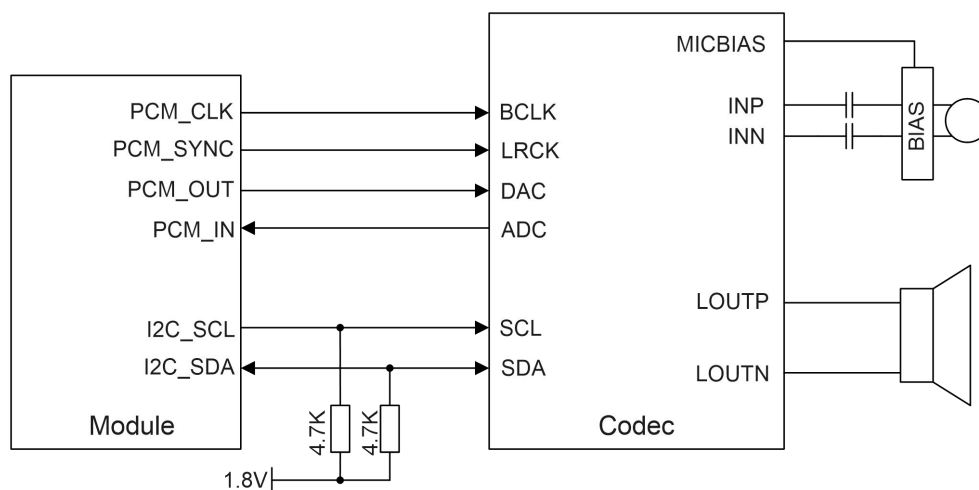 MICBIAS
PCM_CLK
BCLK
INP
PCM_SYNC
LRCK
INN
BIAS
PCM_OUT
DAC
PCM_IN
ADC
LOUTP
I2C_SCL
SCL
I2C_SDA
SDA
LOUTN
Module
4.7K
4.7K
Codec
1.8V